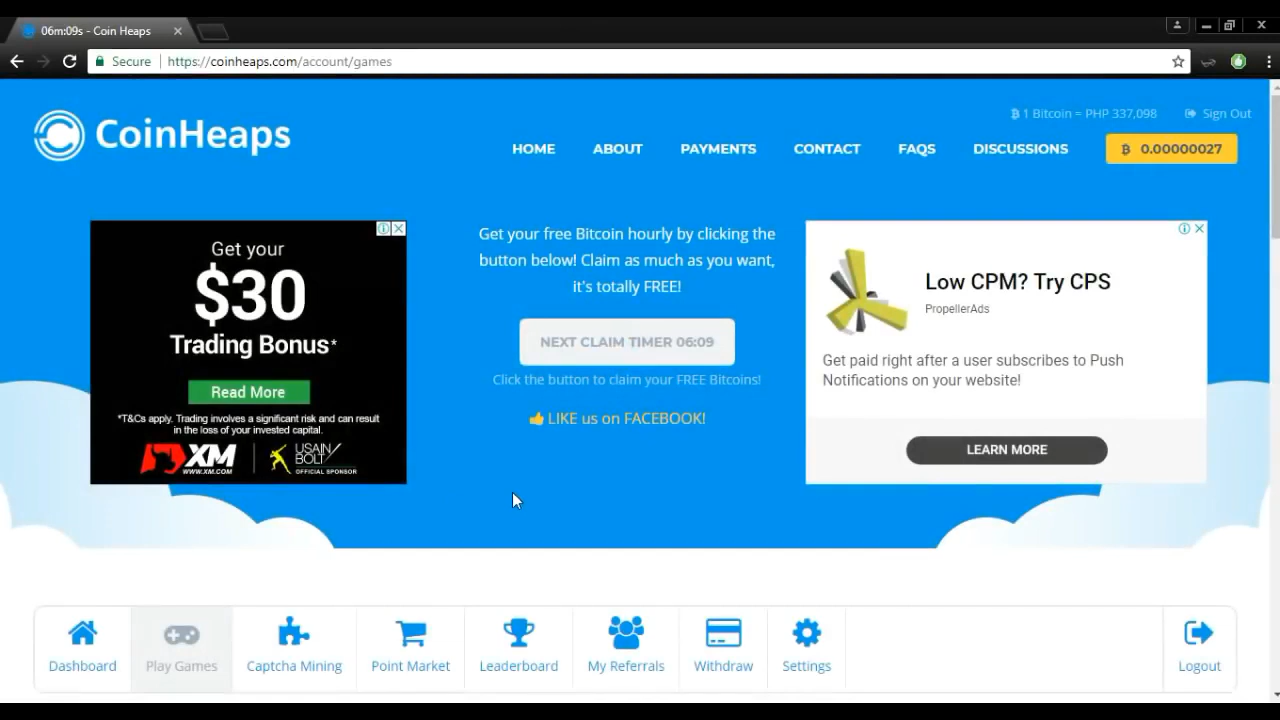 06m:09s - Coin Heaps
Secure
https://coinheaps.com/account/games
CoinHeaps
1 Bitcoin = PHP 337,098
Sign Out
HOME
ABOUT
PAYMENTS
CONTACT
FAQS
DISCUSSIONS
0.00000027
Get your
$30
Trading Bonus*
Read More
*T&Cs apply. Trading involves a significant risk and can result
in the loss of your invested capital.
XM
WWW.XM.COM
USAIN
BOLT
OFFICIAL SPONSOR
Get your free Bitcoin hourly by clicking the
button below! Claim as much as you want,
it's totally FREE!
NEXT CLAIM TIMER 06:09
Click the button to claim your FREE Bitcoins!
LIKE us on FACEBOOK!
Low CPM? Try CPS
PropellerAds
Get paid right after a user subscribes to Push
Notifications on your website!
LEARN MORE
Dashboard
Play Games
Captcha Mining
Point Market
Leaderboard
My Referrals
Withdraw
Settings
Logout